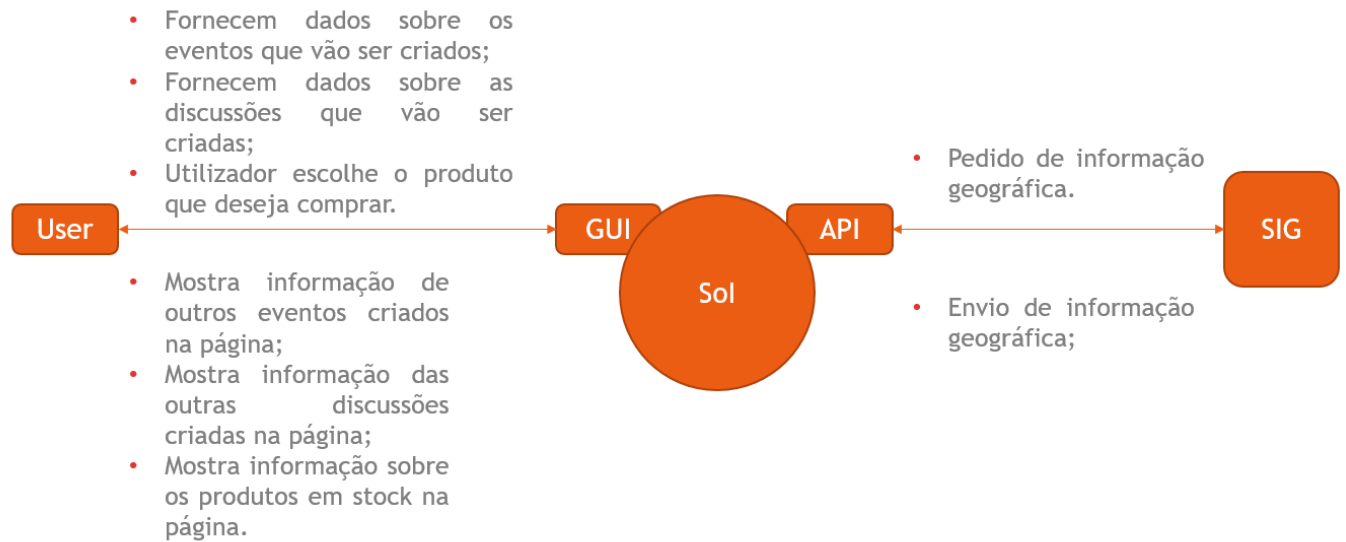 • Fornecem dados sobre os
eventos que vão ser criados;
• Fornecem dados sobre as
discussões que vão ser
criadas;
• Utilizador escolhe o produto
que deseja comprar.
User
GUI
Sol
API
SIG
• Pedido de informação
geográfica.
• Mostra informação de
outros eventos criados
na página;
• Mostra informação das
outras discussões
criadas na página;
• Mostra informação sobre
os produtos em stock na
página.
• Envio de informação
geográfica;